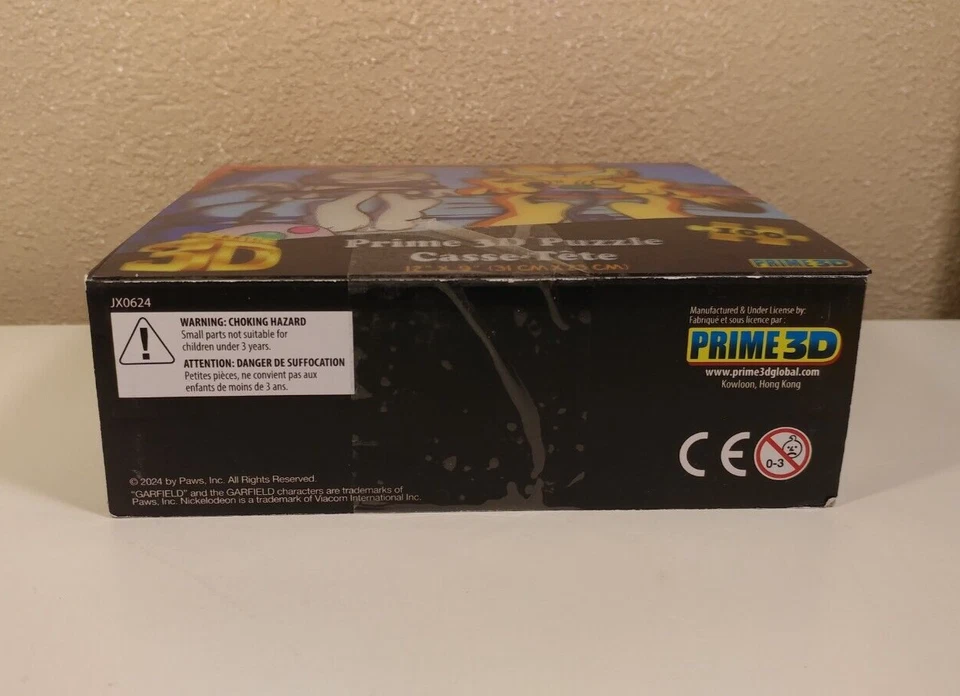 3D
100
Prime 3D Puzzle
Casse-Tête
PRIME3D
JX0624
WARNING: CHOKING HAZARD
Small parts not suitable for
children under 3 years.
ATTENTION: DANGER DE SUFFOCATION
Petites pièces, ne convient pas aux
enfants de moins de 3 ans.
Manufactured & Under License by:
Fabriqué et sous licence par :
PRIME3D
www.prime3dglobal.com
Kowloon, Hong Kong
CE
0-3
© 2024 by Paws, Inc. All Rights Reserved.
"GARFIELD" and the GARFIELD characters are trademarks of
Paws, Inc. Nickelodeon is a trademark of Viacom International Inc.